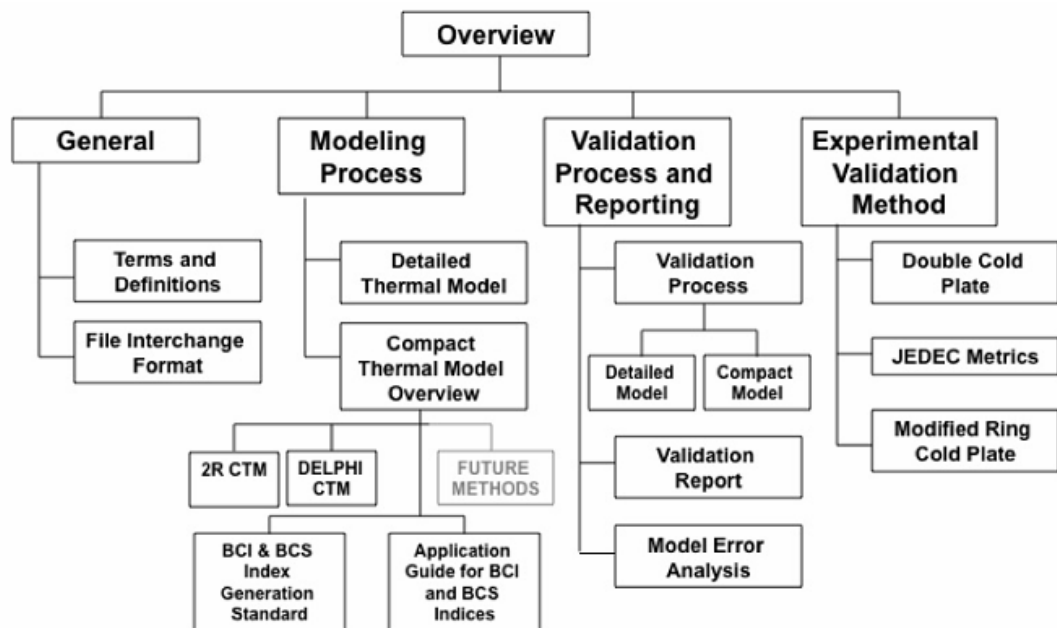 Overview
General
Modeling
Process
Validation
Process and
Reporting
Experimental
Validation
Method
Terms and
Definitions
File Interchange
Format
Detailed
Thermal Model
Compact
Thermal Model
Overview
2R CTM
DELPHI
CTM
FUTURE
METHODS
BCI & BCS
Index
Generation
Standard
Application
Guide for BCI
and BCS
Indices
Validation
Process
Detailed
Model
Compact
Model
Validation
Report
Model Error
Analysis
Double Cold
Plate
JEDEC Metrics
Modified Ring
Cold Plate